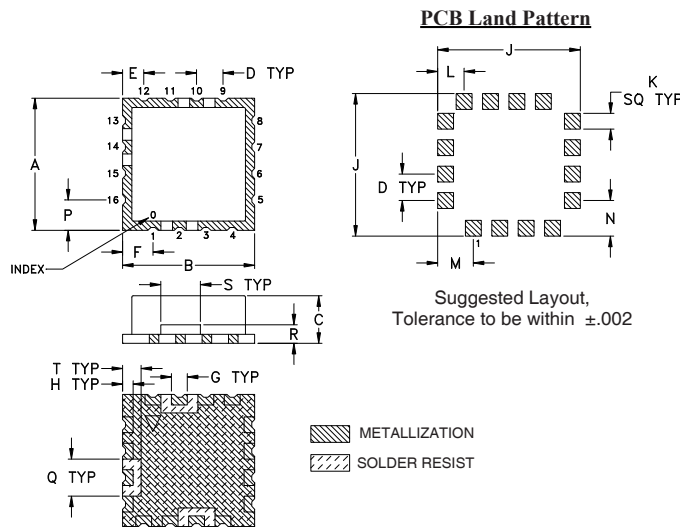 PCB Land Pattern
E
D TYP
12 11 10 9
13
14
15
16
8
7
6
5
A
P
0
1 2 3 4
F
INDEX
B
J
L
K
SQ TYP
J
D TYP
N
1
M
Suggested Layout,
Tolerance to be within ±.002
S TYP
C
R
T TYP
H TYP
G TYP
Q TYP
METALLIZATION
SOLDER RESIST